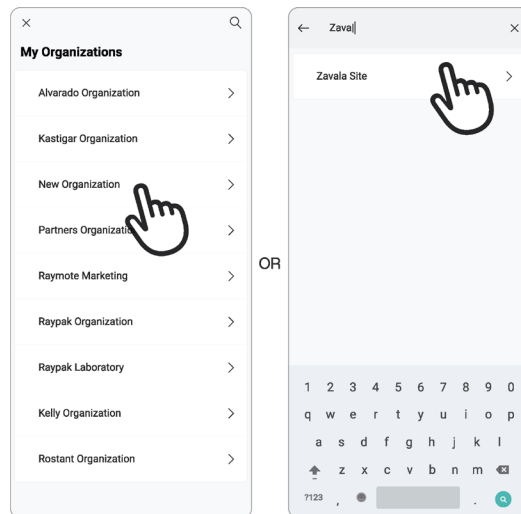 My Organizations
Alvarado Organization
Kastigar Organization
New Organization
Partners Organizatio
Raymote Marketing
Raypak Organization
Raypak Laboratory
Kelly Organization
Rostant Organization
OR
Zaval
Zavala Site
1 2 3 4 5 6 7 8 9 0
q w e r t y u i o p
a s d f g h j k l
z x c v b n m
?123 , .